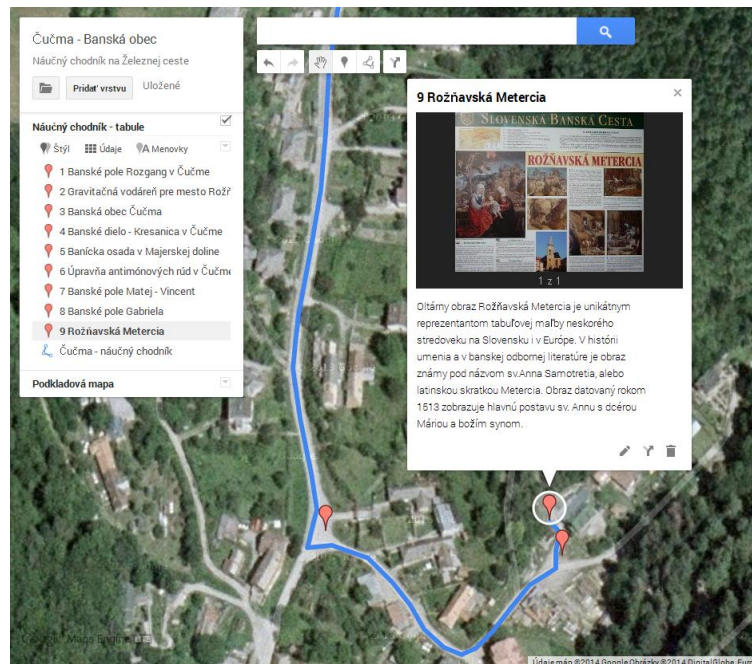 Čučma - Banská obec
Náučný chodník na Železnej ceste
Pridať vrstvu
Uložené
Náučný chodník - tabule
Štýl Údaje A Menovky
1 Banské pole Rozgang v Čučme
2 Gravitačná vodáreň pre mesto Rožň
3 Banská obec Čučma
4 Banské dielo - Kresanica v Čučme
5 Banícka osada v Majerskej doline
6 Úpravňa antimónových rúd v Čučme
7 Banské pole Matej - Vincent
8 Banské pole Gabriela
9 Rožňavská Metercia
Čučma - náučný chodník
Podkladová mapa
9 Rožňavská Metercia
SLOVENSKÁ BANSKÁ CESTA
ROŽŇAVSKÁ METERCIA
1 z 1
Oltárny obraz Rožňavská Metercia je unikátnym
reprezentantom tabuľovej maľby neskorého
stredoveku na Slovensku i v Európe. V histórii
umenia a v banskej odbornej literatúre je obraz
známy pod názvom sv.Anna Samotretia, alebo
latinskou skratkou Metercia. Obraz datovaný rokom
1513 zobrazuje hlavnú postavu sv. Annu s dcérou
Máriou a božím synom.
Údaje máp ©2014 Google Obrázky ©2014 DigitalGlobe, Eur